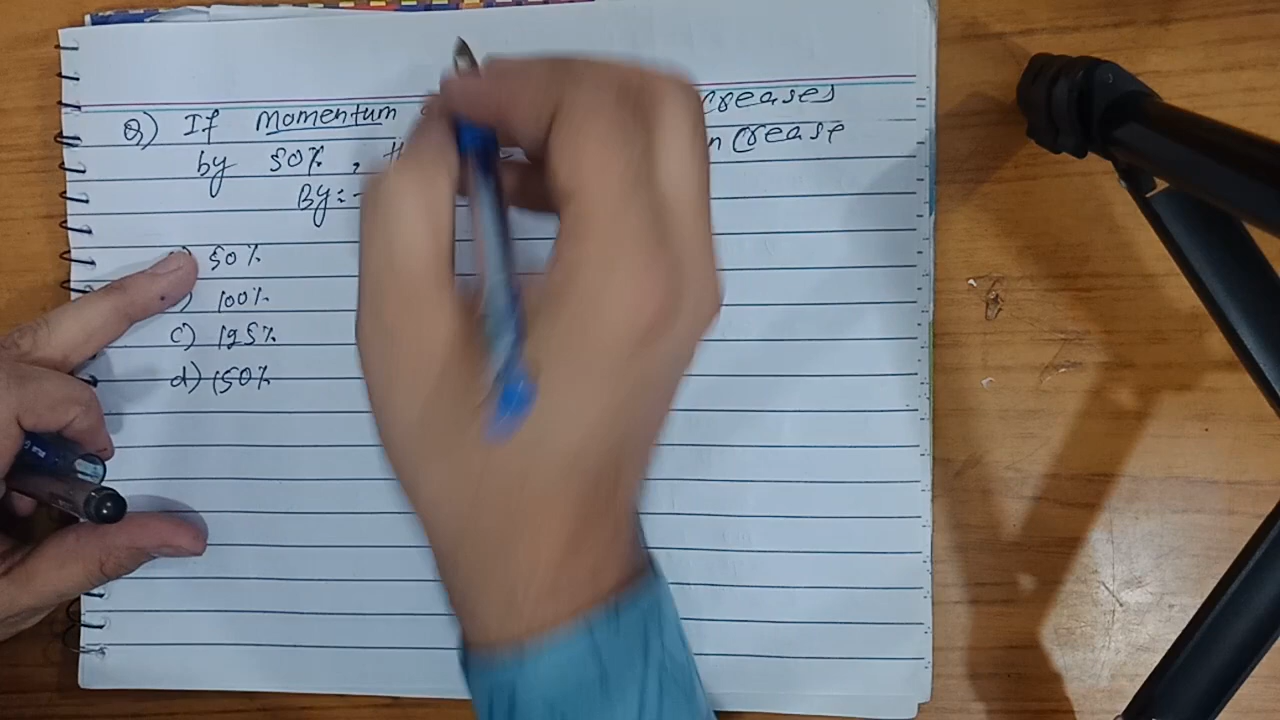 Q) If Momentum creases
by 50%, crease
By:-
50%
100%
c) 125%
d) 150%